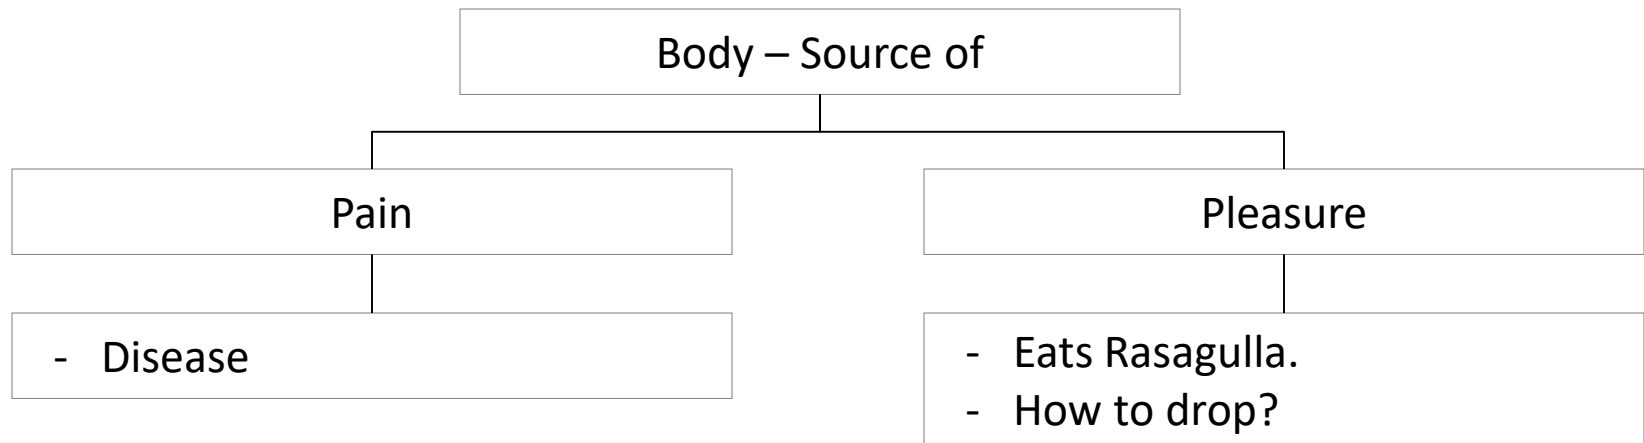 Body – Source of
Pain
Pleasure
- Disease
- Eats Rasagulla.
- How to drop?